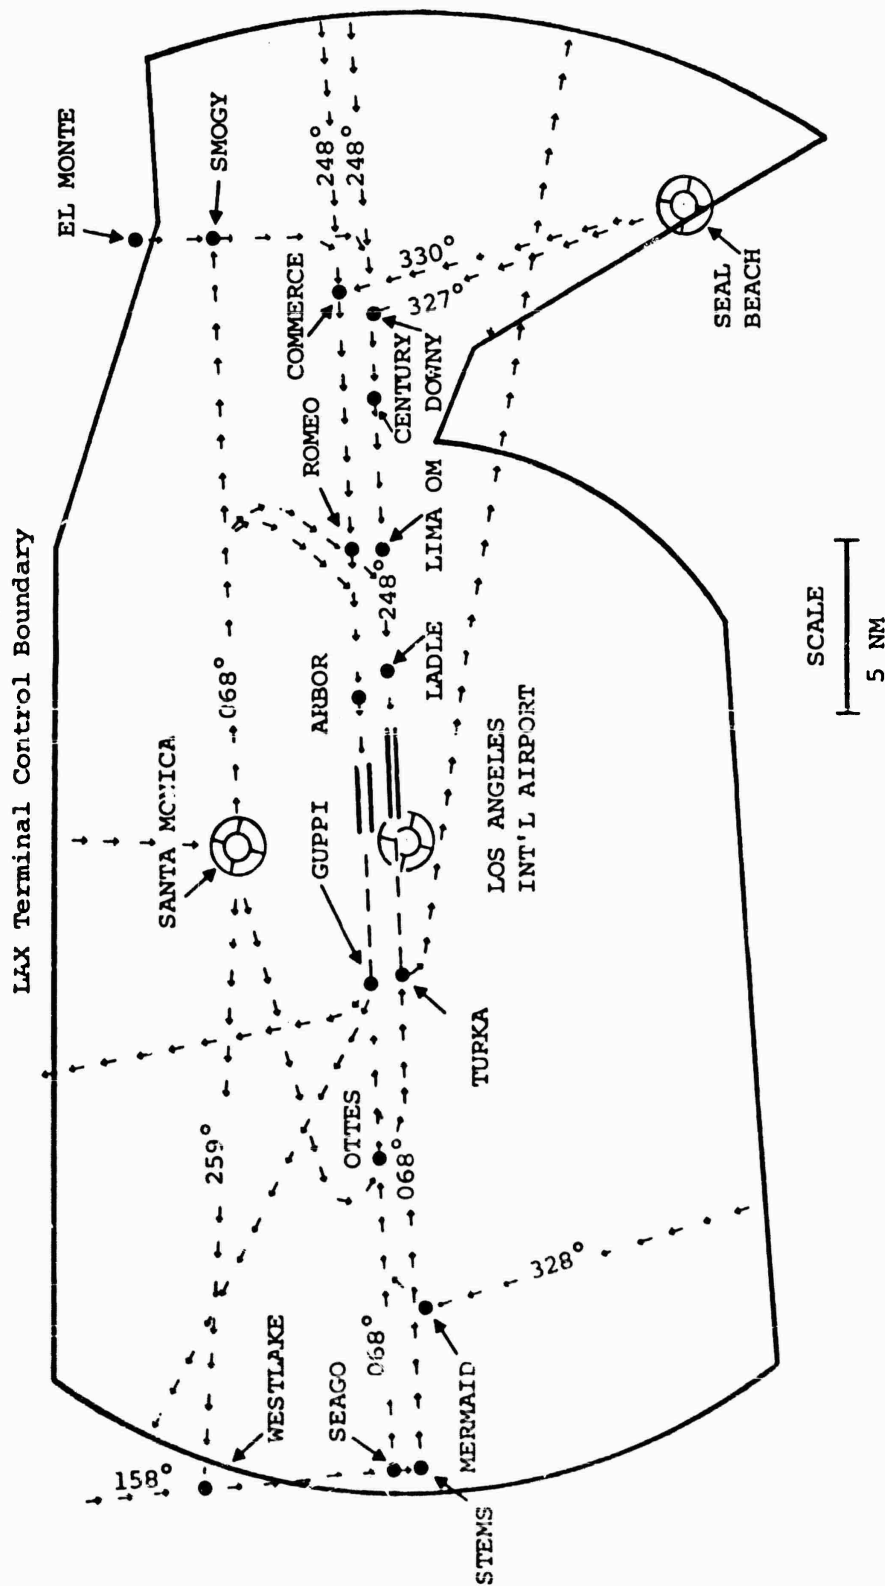 LAX Terminal Control Boundary
EL MONTE
SMOGY
248°
248°
COMMERCE
330°
327°
SEAL
BEACH
ROMEO
CENTURY
DOWNY
LIMA OM
248°
068°
ARBOR
LADLE
SANTA MONICA
GUPPI
LOS ANGELES
INT'L AIRPORT
TURKA
OTTES
068°
259°
328°
WESTLAKE
SEAGO
068°
MERMAID
158°
STEMS
SCALE
5 NM